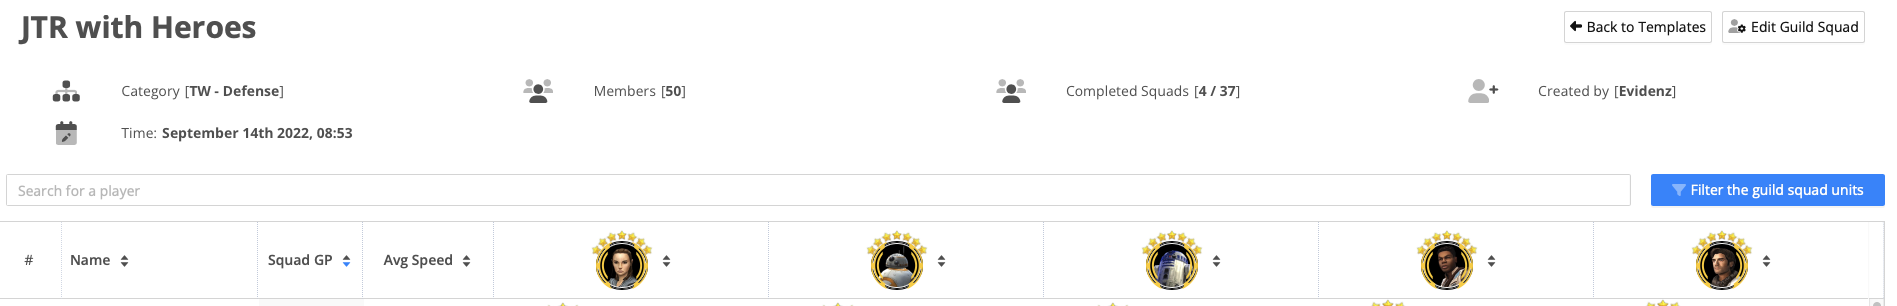 JTR with Heroes
Back to Templates
Edit Guild Squad
Category [TW - Defense]
Members [50]
Completed Squads [4 / 37]
Created by [Evidenz]
Time: September 14th 2022, 08:53
Search for a player
Filter the guild squad units
# Name Squad GP Avg Speed